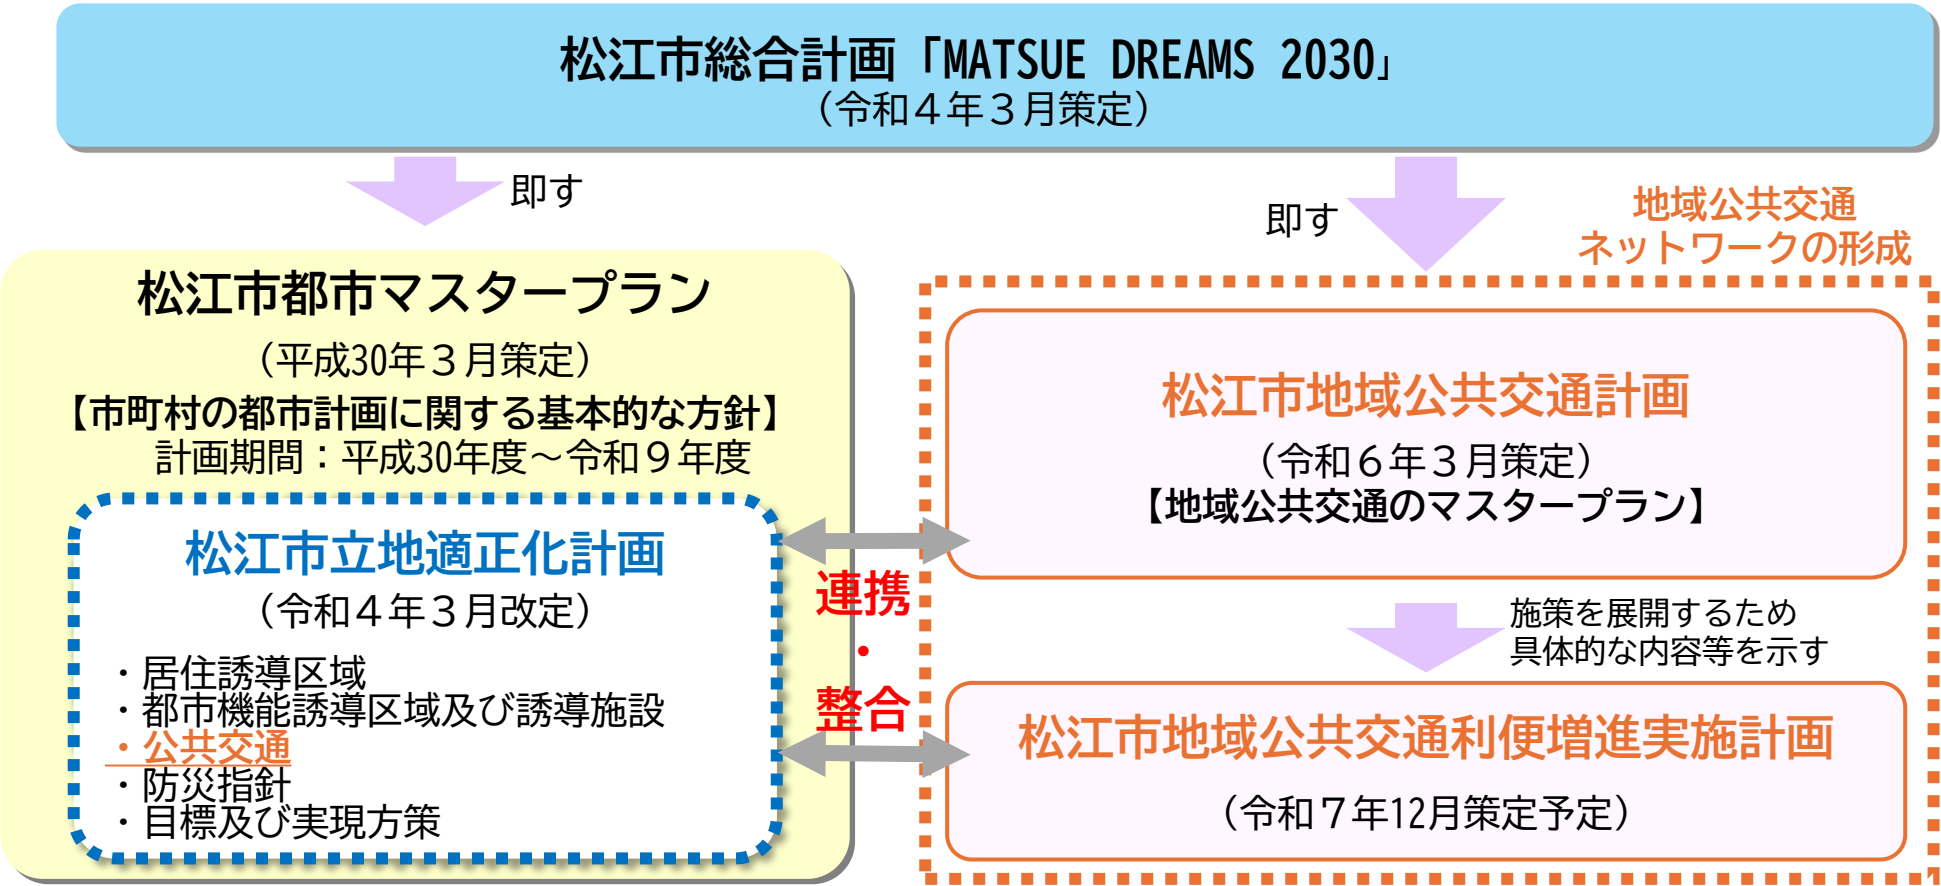 松江市総合計画「MATSUE DREAMS 2030」
（令和４年３月策定）
即す
即す
地域公共交通
ネットワークの形成
松江市都市マスタープラン
（平成30年３月策定）
【市町村の都市計画に関する基本的な方針】
計画期間：平成30年度～令和９年度
松江市立地適正化計画
（令和４年３月改定）
・居住誘導区域
・都市機能誘導区域及び誘導施設
・公共交通
・防災指針
・目標及び実現方策
連携
・
整合
松江市地域公共交通計画
（令和６年３月策定）
【地域公共交通のマスタープラン】
施策を展開するため
具体的な内容等を示す
松江市地域公共交通利便増進実施計画
（令和７年12月策定予定）